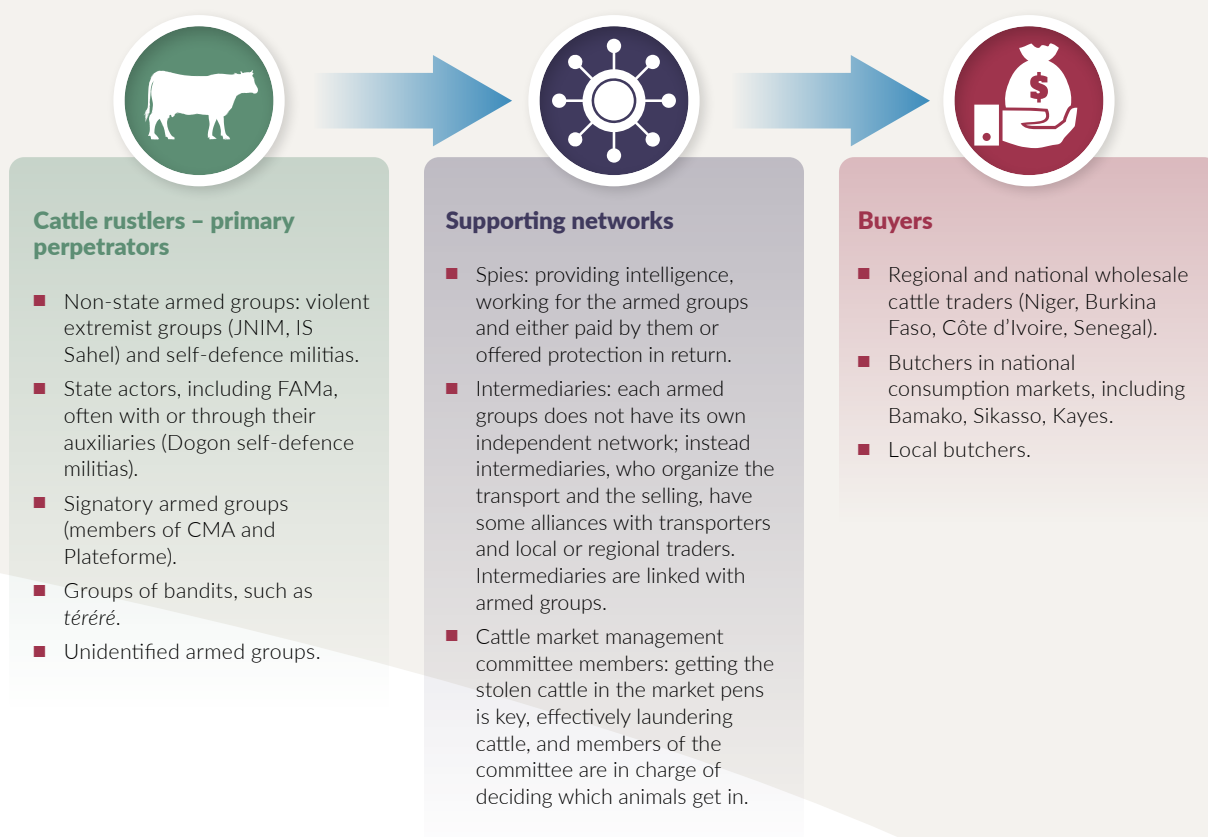 $
Cattle rustlers – primary
perpetrators
■ Non-state armed groups: violent
extremist groups (JNIM, IS
Sahel) and self-defence militias.
■ State actors, including FAMa,
often with or through their
auxiliaries (Dogon self-defence
militias).
■ Signatory armed groups
(members of CMA and
Plateforme).
■ Groups of bandits, such as
téréré.
■ Unidentified armed groups.
Supporting networks
■ Spies: providing intelligence,
working for the armed groups
and either paid by them or
offered protection in return.
■ Intermediaries: each armed
groups does not have its own
independent network; instead
intermediaries, who organize the
transport and the selling, have
some alliances with transporters
and local or regional traders.
Intermediaries are linked with
armed groups.
■ Cattle market management
committee members: getting the
stolen cattle in the market pens
is key, effectively laundering
cattle, and members of the
committee are in charge of
deciding which animals get in.
Buyers
■ Regional and national wholesale
cattle traders (Niger, Burkina
Faso, Côte d'Ivoire, Senegal).
■ Butchers in national
consumption markets, including
Bamako, Sikasso, Kayes.
■ Local butchers.